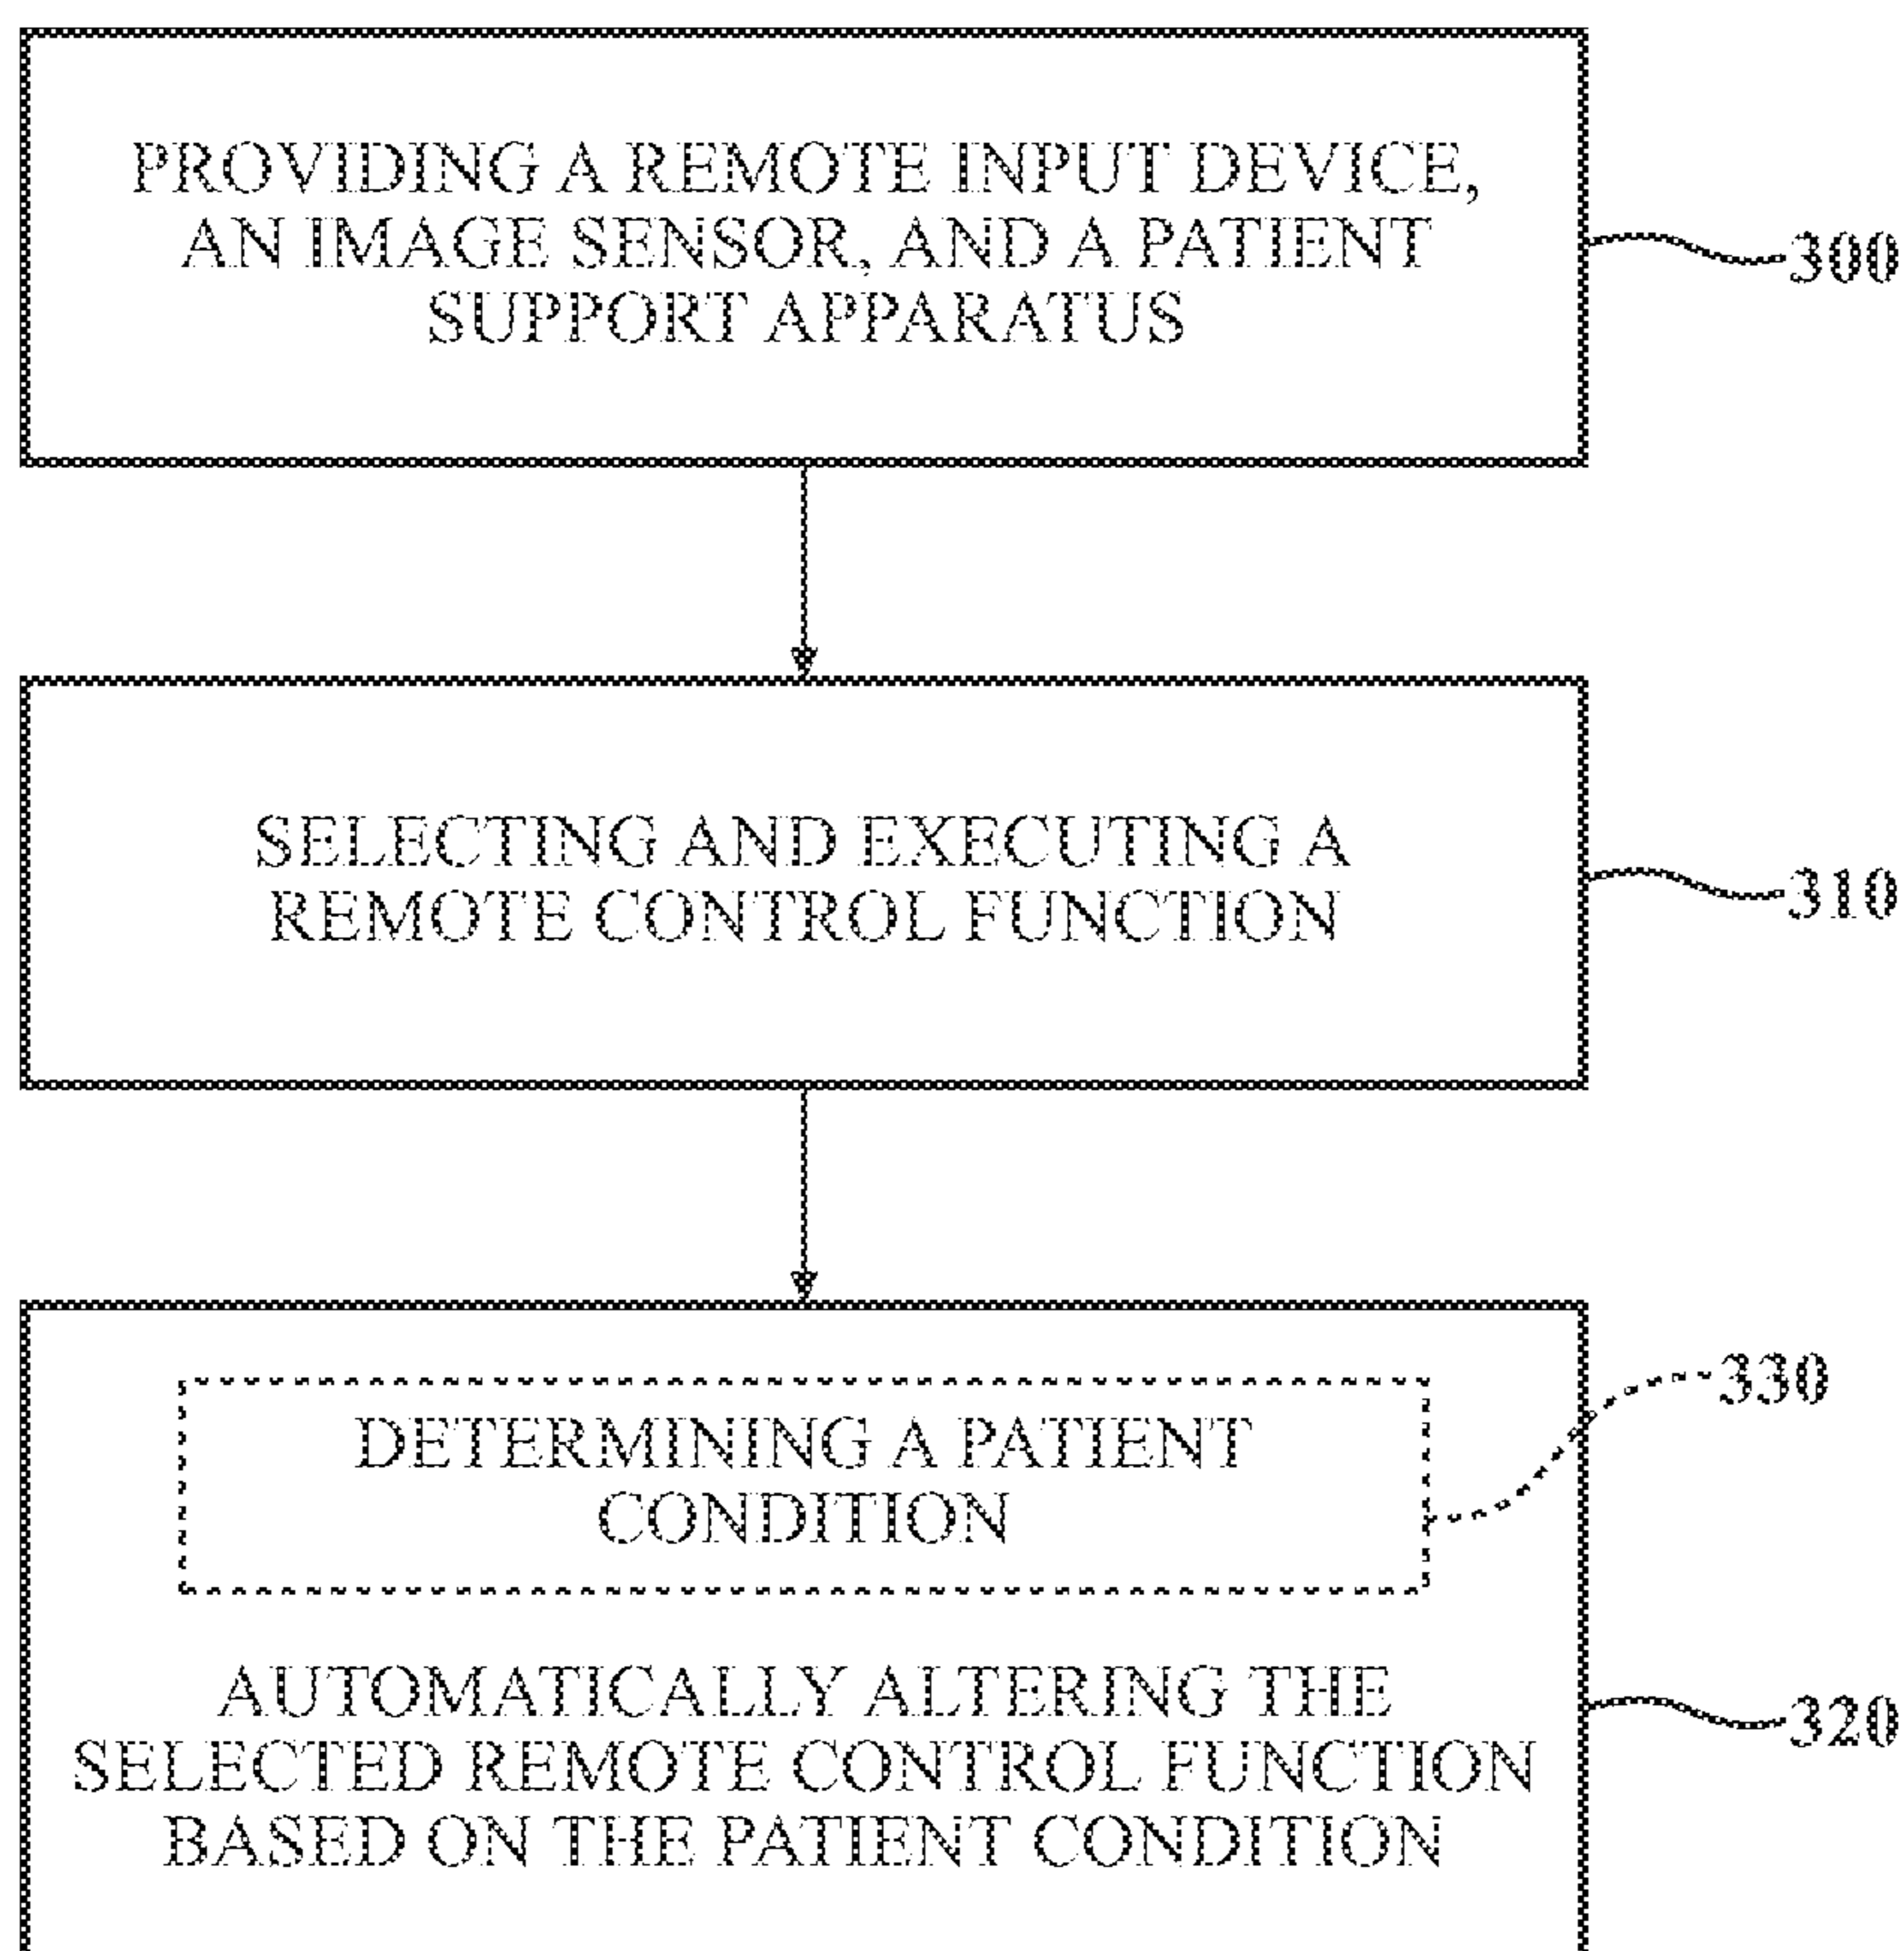 PROVIDING A REMOTE INPUT DEVICE,
AN IMAGE SENSOR, AND A PATIENT
SUPPORT APPARATUS
300
SELECTING AND EXECUTING A
REMOTE CONTROL FUNCTION
310
330
DETERMINING A PATIENT
CONDITION
AUTOMATICALLY ALTERING THE
SELECTED REMOTE CONTROL FUNCTION
BASED ON THE PATIENT CONDITION
320